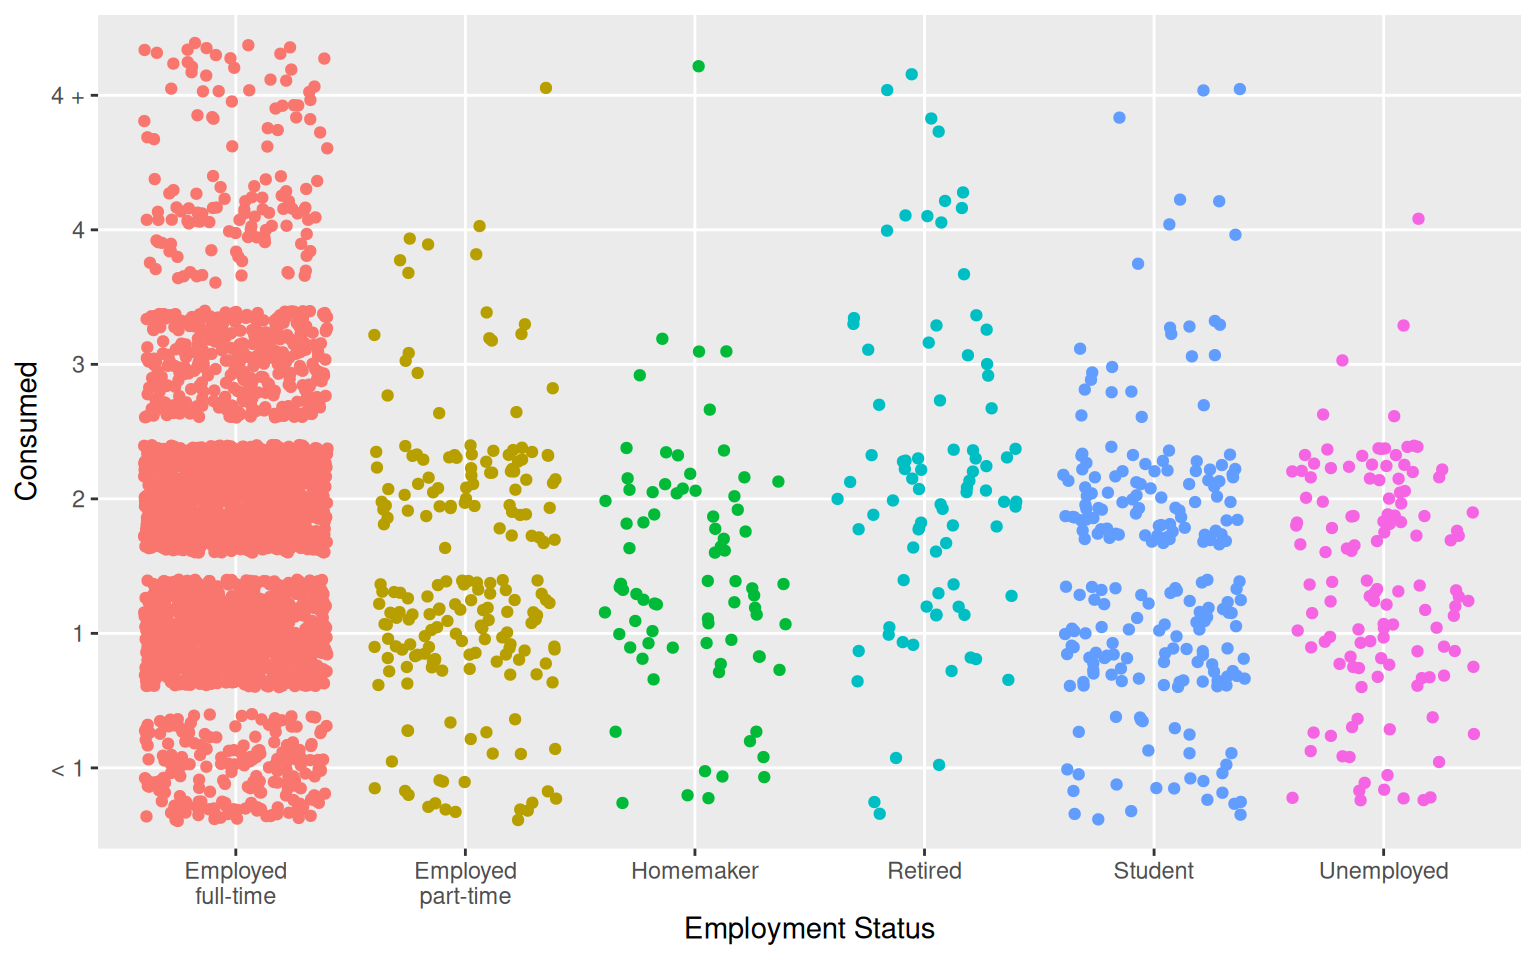 Consumed
4 +
4
3
2
1
< 1
Employed
full-time
Employed
part-time
Homemaker
Retired
Student
Unemployed
Employment Status